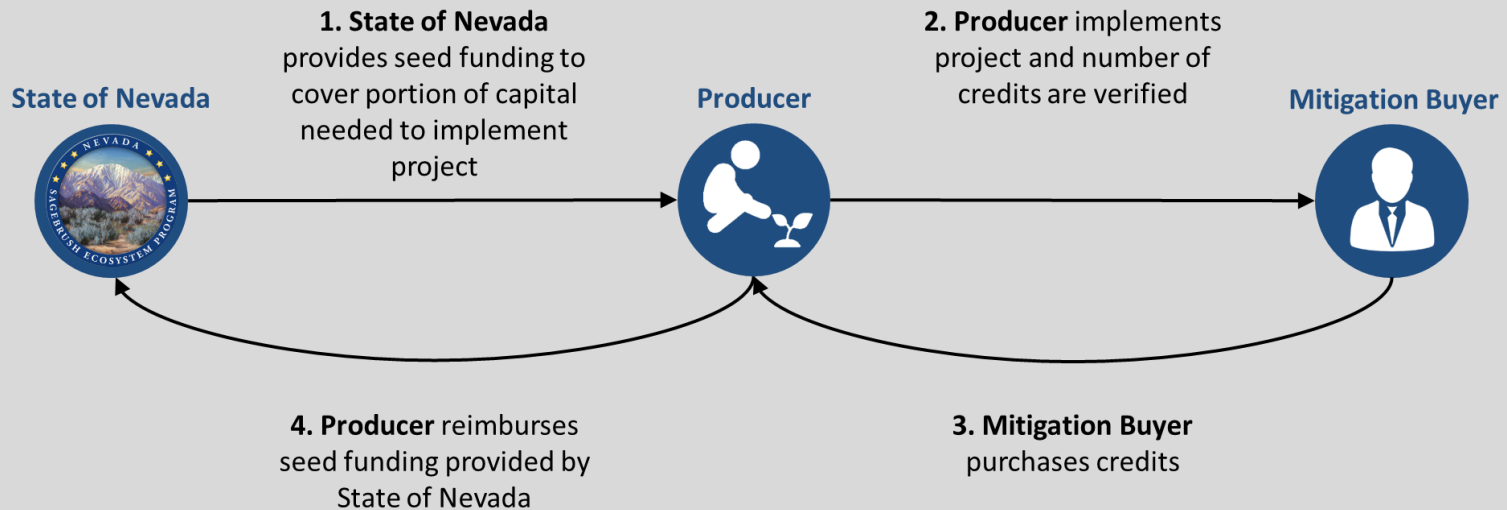 1. State of Nevada
provides seed funding to
cover portion of capital
needed to implement
project
2. Producer implements
project and number of
credits are verified
State of Nevada
Producer
Mitigation Buyer
NEVADA
SAGEBRUSH ECOSYSTEM PROGRAM
4. Producer reimburses
seed funding provided by
State of Nevada
3. Mitigation Buyer
purchases credits